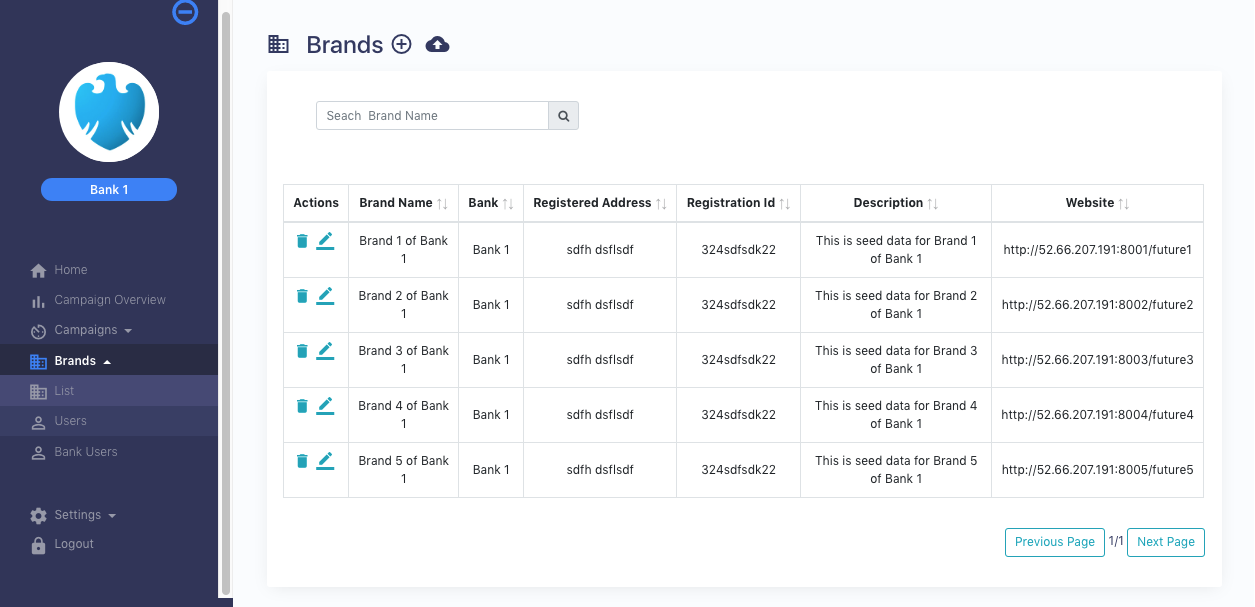 Bank 1
Home
Campaign Overview
Campaigns
Brands
List
Users
Bank Users
Settings
Logout
Brands
Seach  Brand Name
Actions Brand Name ↑↓ Bank ↑↓ Registered Address ↑↓ Registration Id ↑↓ Description ↑↓ Website ↑↓
Brand 1 of Bank 1 Bank 1 sdfh dsflsdf 324sdfsdk22 This is seed data for Brand 1 of Bank 1 http://52.66.207.191:8001/future1
Brand 2 of Bank 1 Bank 1 sdfh dsflsdf 324sdfsdk22 This is seed data for Brand 2 of Bank 1 http://52.66.207.191:8002/future2
Brand 3 of Bank 1 Bank 1 sdfh dsflsdf 324sdfsdk22 This is seed data for Brand 3 of Bank 1 http://52.66.207.191:8003/future3
Brand 4 of Bank 1 Bank 1 sdfh dsflsdf 324sdfsdk22 This is seed data for Brand 4 of Bank 1 http://52.66.207.191:8004/future4
Brand 5 of Bank 1 Bank 1 sdfh dsflsdf 324sdfsdk22 This is seed data for Brand 5 of Bank 1 http://52.66.207.191:8005/future5
Previous Page 1/1 Next Page